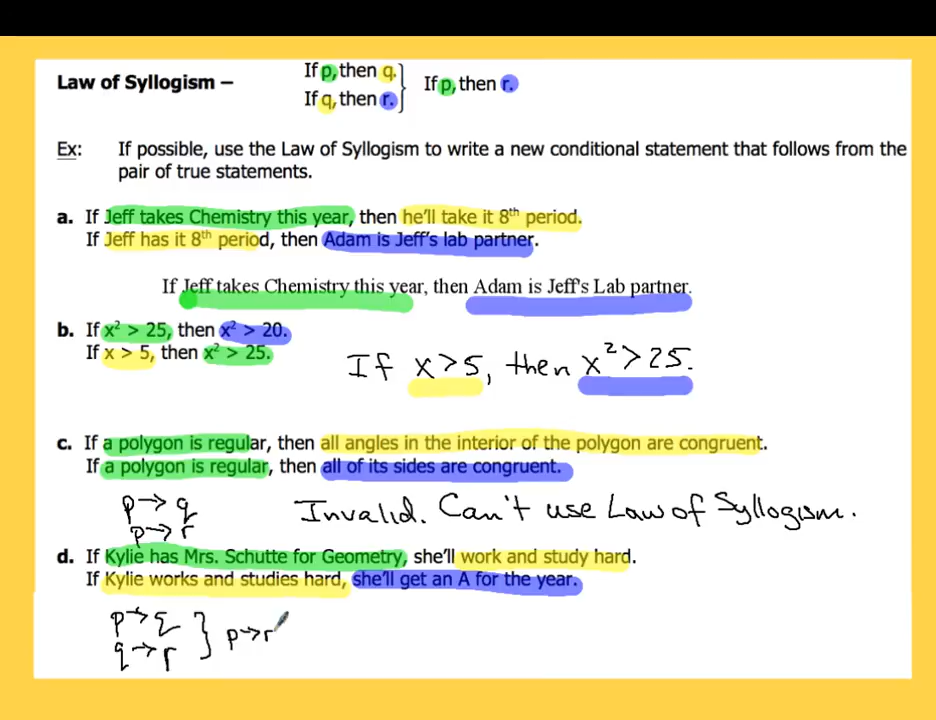 Law of Syllogism –
If p, then q. } If p, then r.
If q, then r.
Ex: If possible, use the Law of Syllogism to write a new conditional statement that follows from the
pair of true statements.
a. If Jeff takes Chemistry this year, then he'll take it 8th period.
If Jeff has it 8th period, then Adam is Jeff's lab partner.
If Jeff takes Chemistry this year, then Adam is Jeff's Lab partner.
b. If x² > 25, then x² > 20.
If x > 5, then x² > 25.
If x > 5, then x² > 25.
c. If a polygon is regular, then all angles in the interior of the polygon are congruent.
If a polygon is regular, then all of its sides are congruent.
p → q
p → r
Invalid. Can't use Law of Syllogism.
d. If Kylie has Mrs. Schutte for Geometry, she'll work and study hard.
If Kylie works and studies hard, she'll get an A for the year.
p → q } p → r
q → r